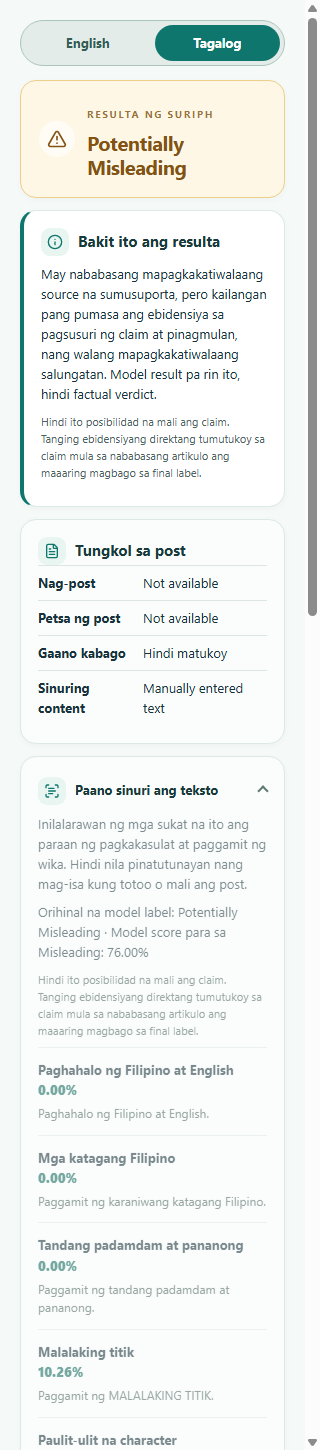 English
Tagalog
RESULTA NG SURIPH
Potentially
Misleading
Bakit ito ang resulta
May nababasang mapagkakatiwalaang
source na sumusuporta, pero kailangan
pang pumasa ang ebidensiya sa
pagsusuri ng claim at pinagmulan,
nang walang mapagkakatiwalaang
salungatan. Model result pa rin ito,
hindi factual verdict.
Hindi ito posibilidad na mali ang claim.
Tanging ebidensiyang direktang tumutukoy sa
claim mula sa nababasang artikulo ang
maaaring magbago sa final label.
Tungkol sa post
Nag-post Not available
Petsa ng post Not available
Gaano kabago Hindi matukoy
Sinuring Manually entered
content text
Paano sinuri ang teksto
Inilalarawan ng mga sukat na ito ang
paraan ng pagkakasulat at paggamit ng
wika. Hindi nila pinatutunayan nang
mag-isa kung totoo o mali ang post.
Orihinal na model label: Potentially
Misleading · Model score para sa
Misleading: 76.00%
Hindi ito posibilidad na mali ang claim.
Tanging ebidensiyang direktang tumutukoy sa
claim mula sa nababasang artikulo ang
maaaring magbago sa final label.
Paghahalo ng Filipino at English
0.00%
Paghahalo ng Filipino at English.
Mga katagang Filipino
0.00%
Paggamit ng karaniwang katagang Filipino.
Tandang padamdam at pananong
0.00%
Paggamit ng tandang padamdam at
pananong.
Malalaking titik
10.26%
Paggamit ng MALALAKING TITIK.
Paulit-ulit na character